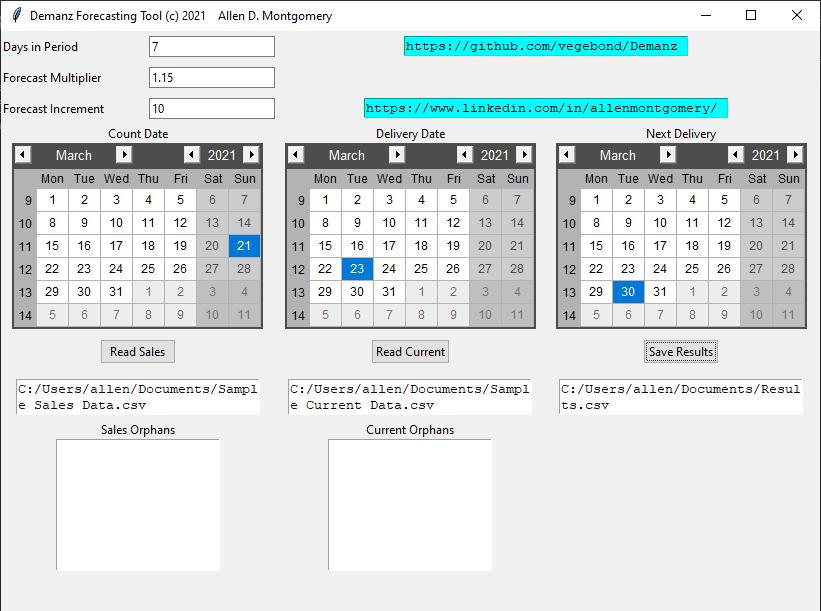 Demanz Forecasting Tool (c) 2021 Allen D. Montgomery
Days in Period 7 https://github.com/vegebond/Demanz
Forecast Multiplier 1.15
Forecast Increment 10 https://www.linkedin.com/in/allenmontgomery/
Count Date Delivery Date Next Delivery
March 2021 March 2021 March 2021
Mon Tue Wed Thu Fri Sat Sun Mon Tue Wed Thu Fri Sat Sun Mon Tue Wed Thu Fri Sat Sun
9 1 2 3 4 5 6 7 9 1 2 3 4 5 6 7 9 1 2 3 4 5 6 7
10 8 9 10 11 12 13 14 10 8 9 10 11 12 13 14 10 8 9 10 11 12 13 14
11 15 16 17 18 19 20 21 11 15 16 17 18 19 20 21 11 15 16 17 18 19 20 21
12 22 23 24 25 26 27 28 12 22 23 24 25 26 27 28 12 22 23 24 25 26 27 28
13 29 30 31 1 2 3 4 13 29 30 31 1 2 3 4 13 29 30 31 1 2 3 4
14 5 6 7 8 9 10 11 14 5 6 7 8 9 10 11 14 5 6 7 8 9 10 11
Read Sales Read Current Save Results
C:/Users/allen/Documents/Sampl C:/Users/allen/Documents/Sampl C:/Users/allen/Documents/Resul
e Sales Data.csv e Current Data.csv ts.csv
Sales Orphans Current Orphans